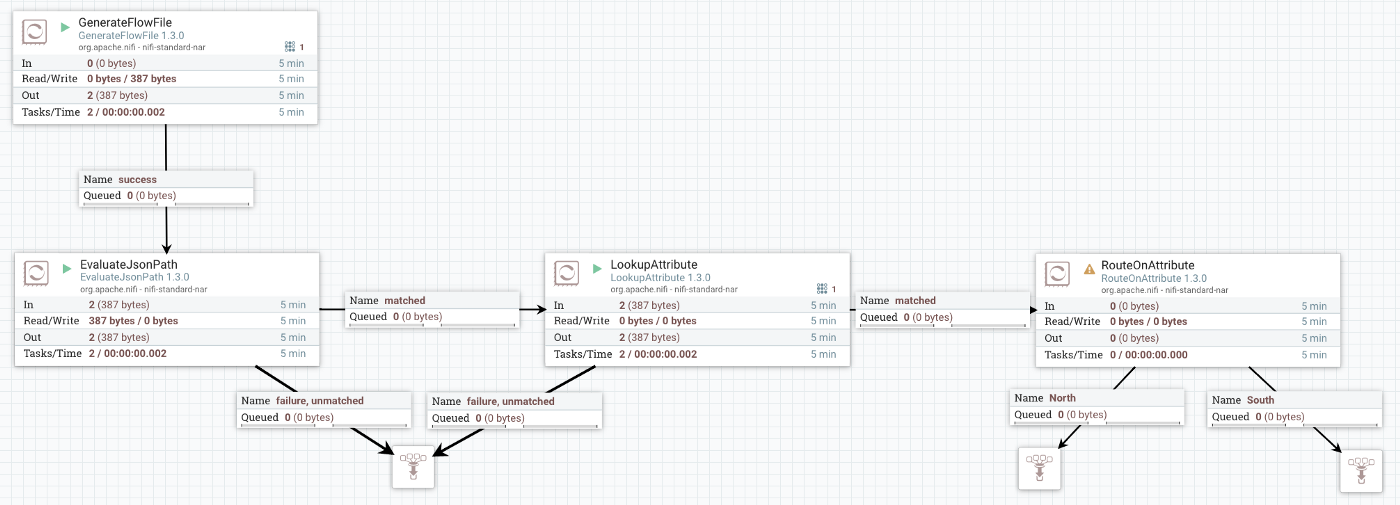 GenerateFlowFile
GenerateFlowFile 1.3.0
org.apache.nifi - nifi-standard-nar
1
In 0 (0 bytes) 5 min
Read/Write 0 bytes / 387 bytes 5 min
Out 2 (387 bytes) 5 min
Tasks/Time 2 / 00:00:00.002 5 min
Name success
Queued 0 (0 bytes)
EvaluateJsonPath
EvaluateJsonPath 1.3.0
org.apache.nifi - nifi-standard-nar
In 2 (387 bytes) 5 min
Read/Write 387 bytes / 0 bytes 5 min
Out 2 (387 bytes) 5 min
Tasks/Time 2 / 00:00:00.002 5 min
Name matched
Queued 0 (0 bytes)
LookupAttribute
LookupAttribute 1.3.0
org.apache.nifi - nifi-standard-nar
1
In 2 (387 bytes) 5 min
Read/Write 0 bytes / 0 bytes 5 min
Out 2 (387 bytes) 5 min
Tasks/Time 2 / 00:00:00.002 5 min
Name matched
Queued 0 (0 bytes)
RouteOnAttribute
RouteOnAttribute 1.3.0
org.apache.nifi - nifi-standard-nar
In 0 (0 bytes) 5 min
Read/Write 0 bytes / 0 bytes 5 min
Out 0 (0 bytes) 5 min
Tasks/Time 0 / 00:00:00.000 5 min
Name failure, unmatched
Queued 0 (0 bytes)
Name failure, unmatched
Queued 0 (0 bytes)
Name North
Queued 0 (0 bytes)
Name South
Queued 0 (0 bytes)